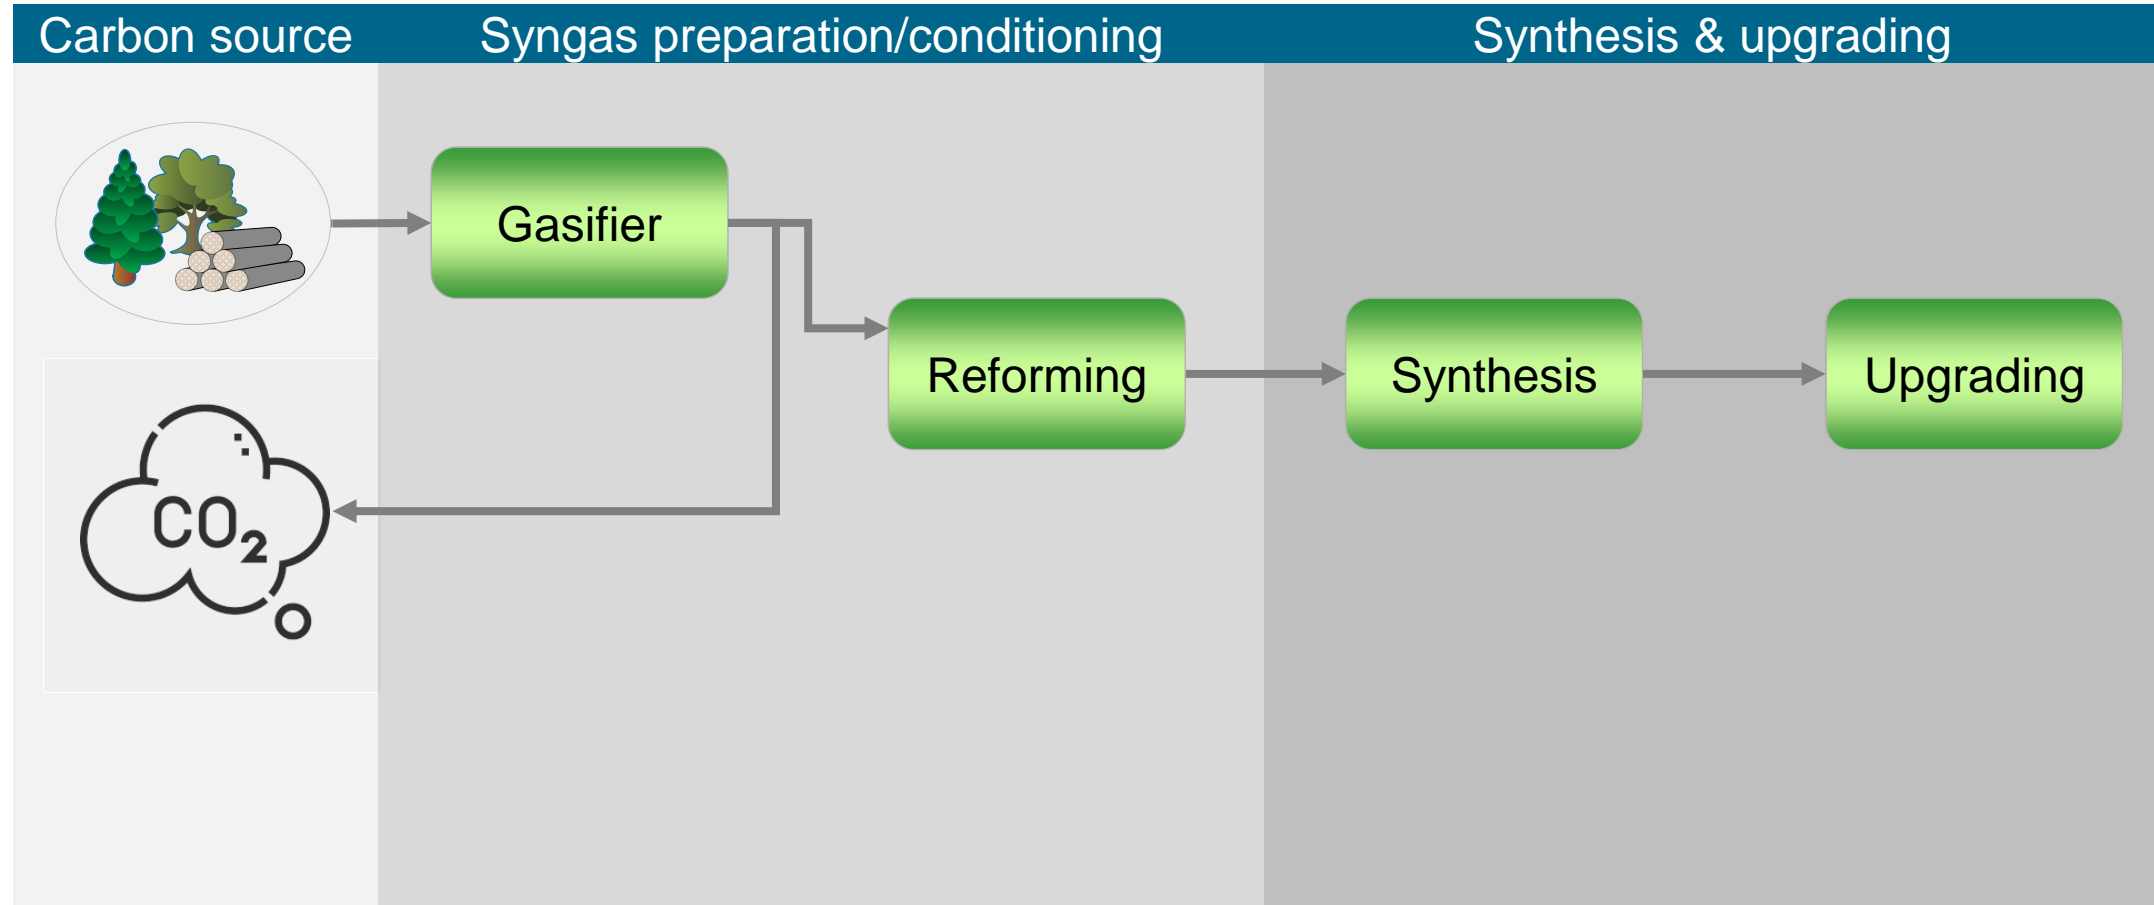 Carbon source
Syngas preparation/conditioning
Synthesis & upgrading
Gasifier
Reforming
Synthesis
Upgrading
CO₂